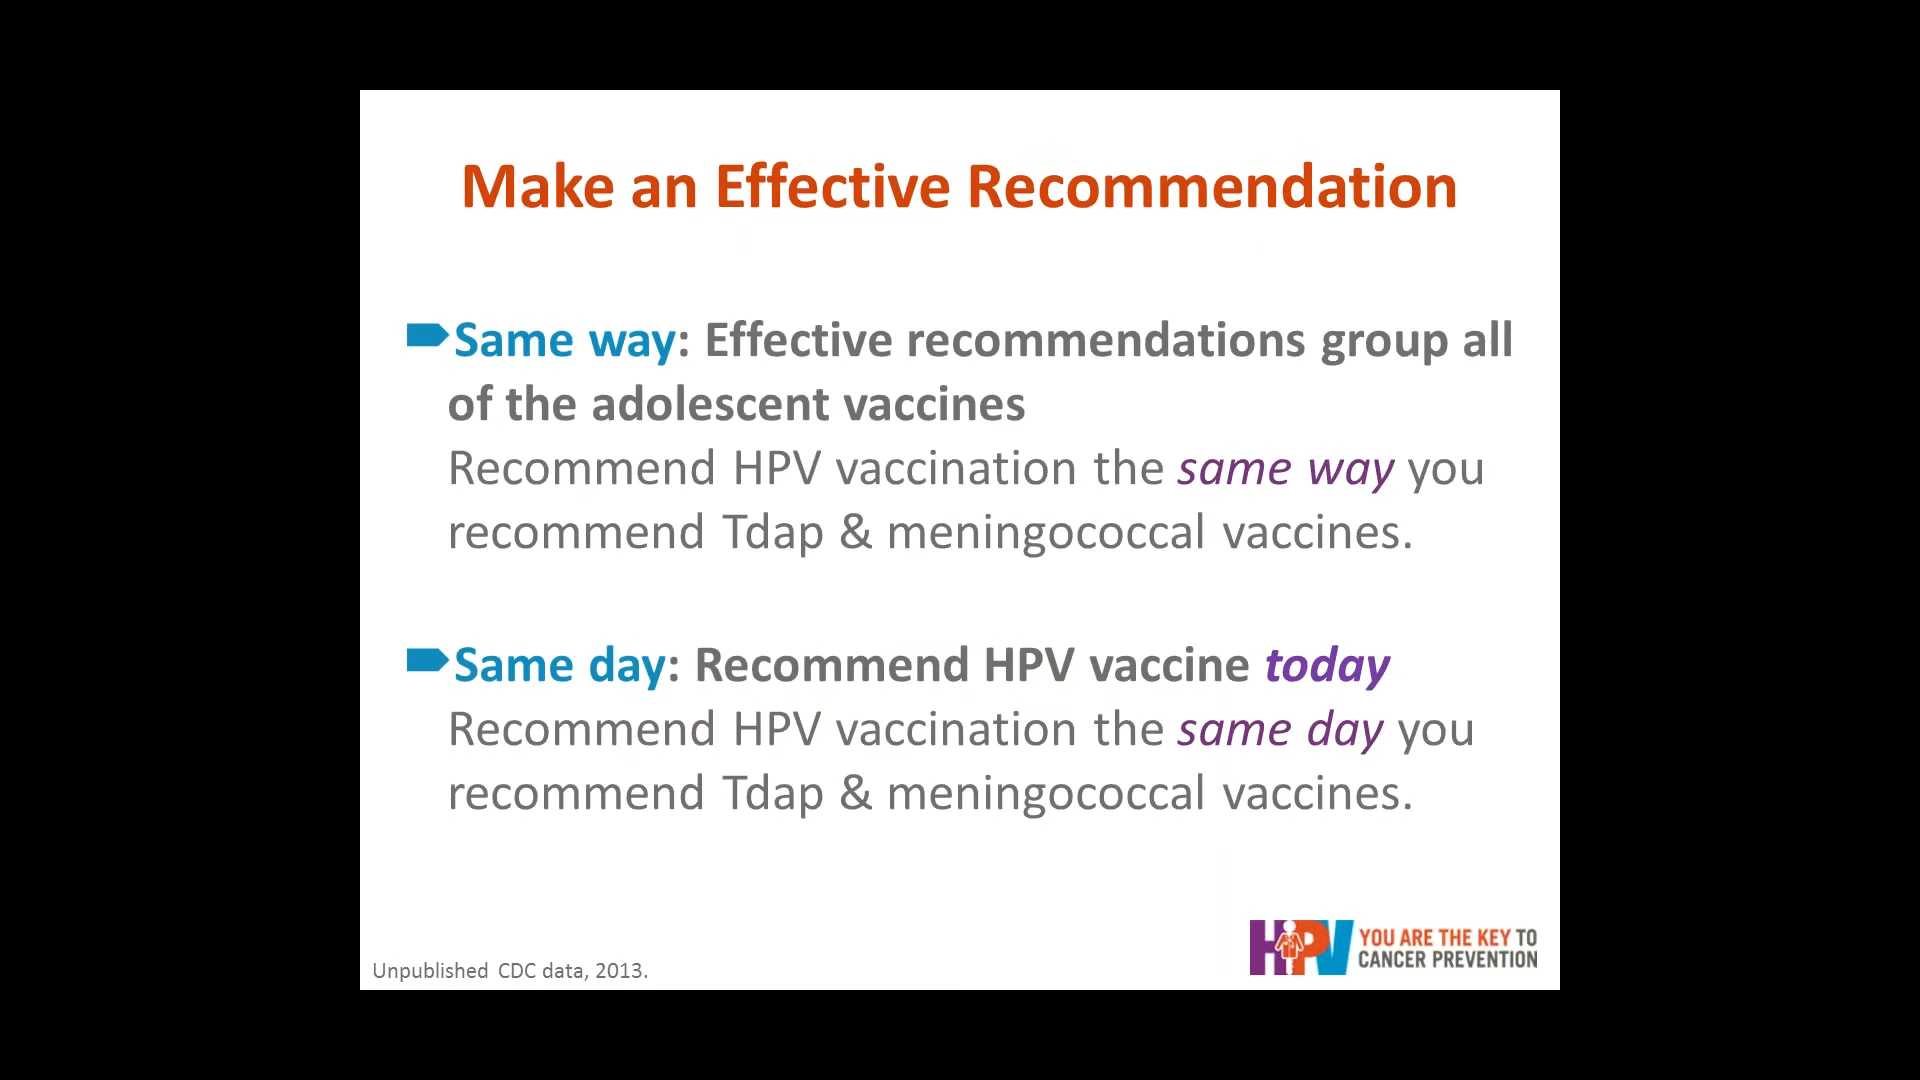 Make an Effective Recommendation
Same way: Effective recommendations group all
of the adolescent vaccines
Recommend HPV vaccination the same way you
recommend Tdap & meningococcal vaccines.
Same day: Recommend HPV vaccine today
Recommend HPV vaccination the same day you
recommend Tdap & meningococcal vaccines.
Unpublished CDC data, 2013.
HPV YOU ARE THE KEY TO
CANCER PREVENTION